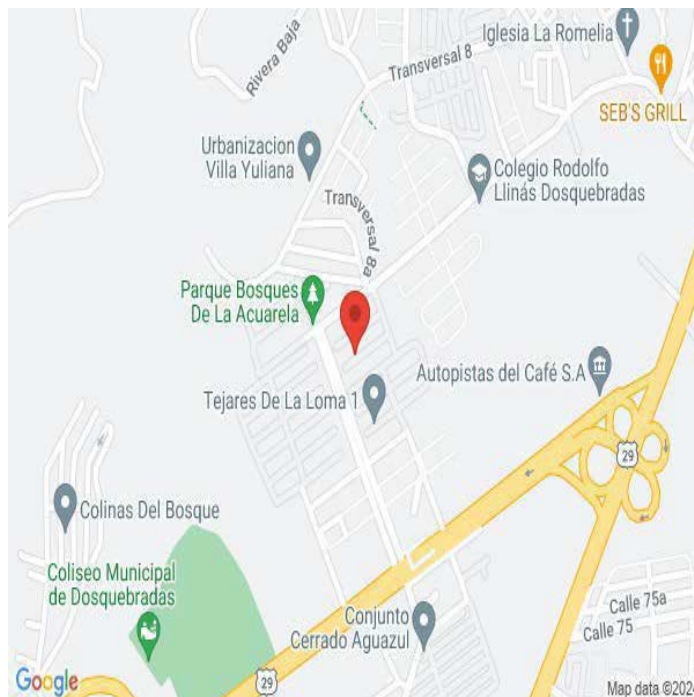 Iglesia La Romelia
Rivera Baja
Transversal 8
SEB'S GRILL
Urbanizacion
Villa Yuliana
Colegio Rodolfo
Llinás Dosquebradas
Transversal 8a
Parque Bosques
De La Acuarela
Autopistas del Café S.A
Tejares De La Loma 1
29
Colinas Del Bosque
Coliseo Municipal
de Dosquebradas
Conjunto
Cerrado Aguazul
Calle 75a
Calle 75
29
Google
Map data ©202